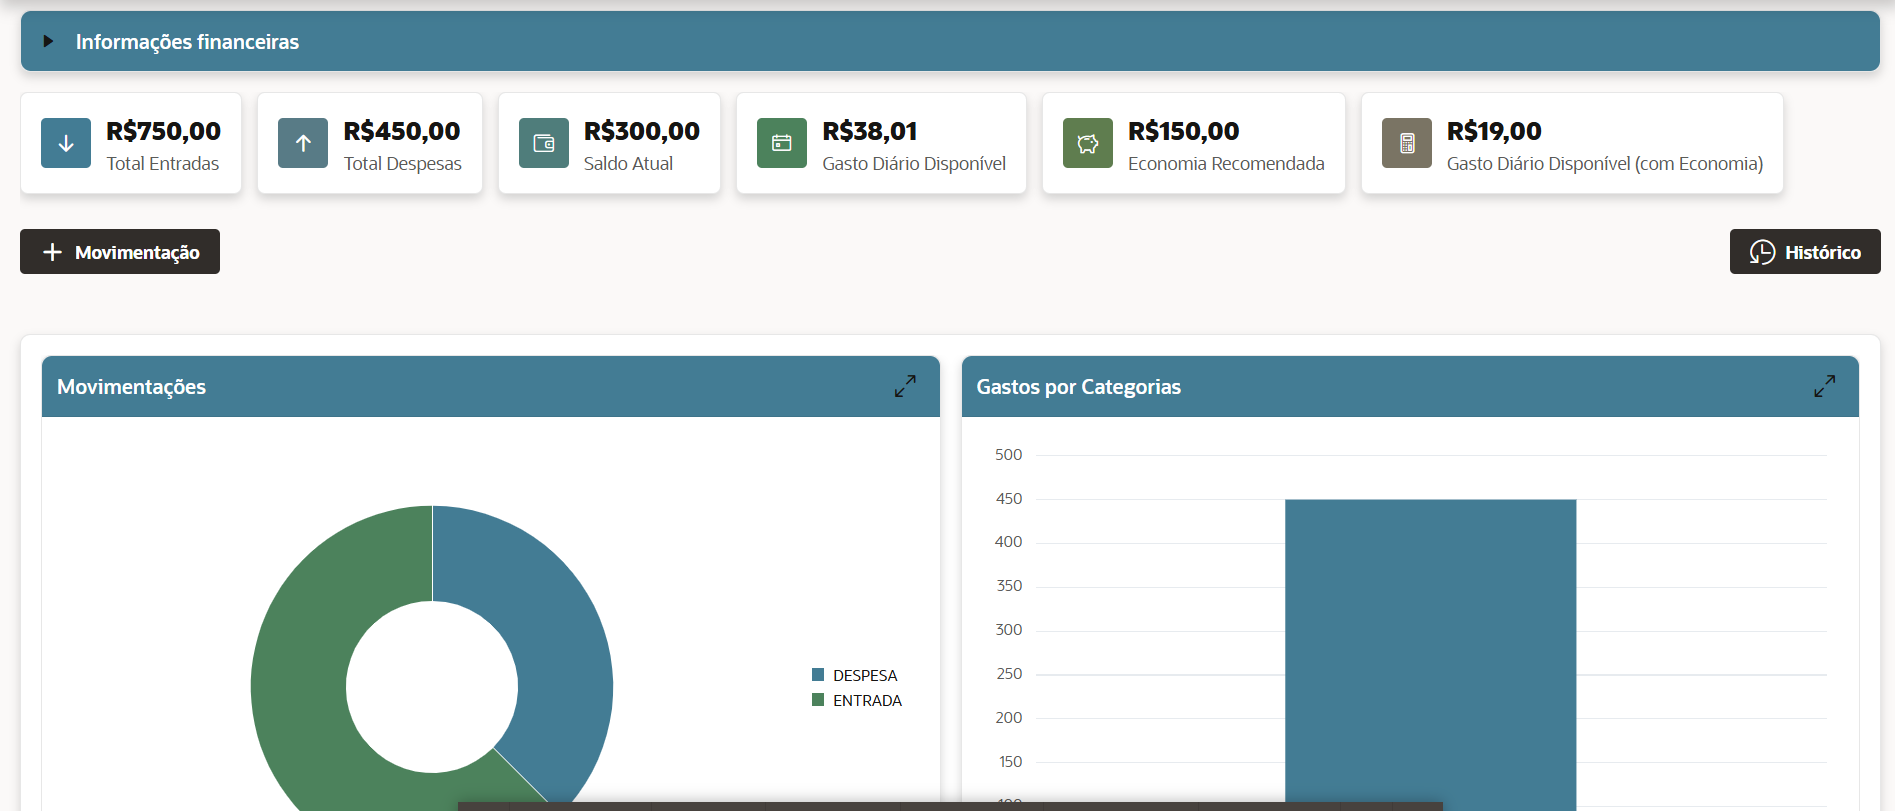 Informações financeiras
R$750,00
Total Entradas
R$450,00
Total Despesas
R$300,00
Saldo Atual
R$38,01
Gasto Diário Disponível
R$150,00
Economia Recomendada
R$19,00
Gasto Diário Disponível (com Economia)
Movimentação
Histórico
Movimentações
DESPESA
ENTRADA
Gastos por Categorias
500
450
400
350
300
250
200
150